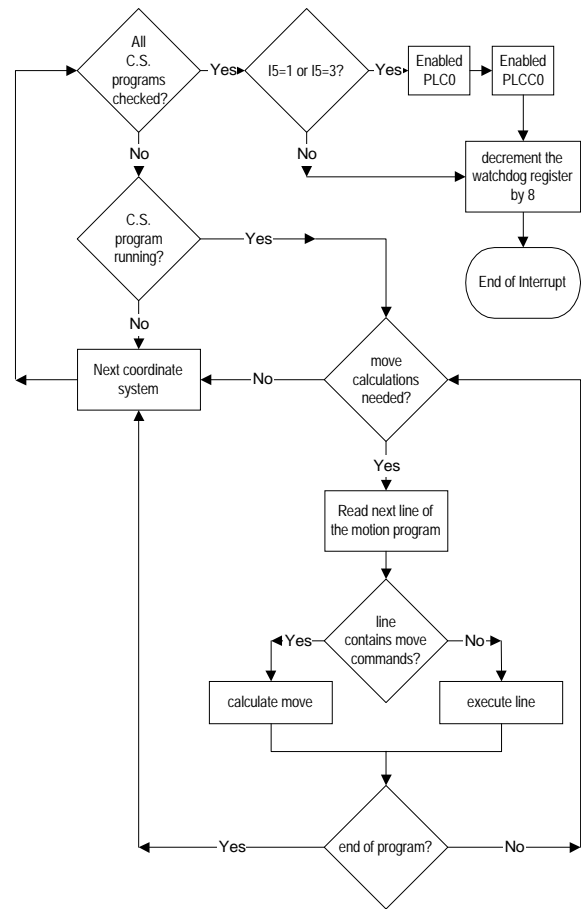 All
C.S.
programs
checked?
Yes
I5=1 or I5=3?
Yes
Enabled
PLC0
Enabled
PLCC0
No
No
decrement the
watchdog register
by 8
C.S.
program
running?
Yes
End of Interrupt
No
Next coordinate
system
No
move
calculations
needed?
Yes
Read next line of
the motion program
line
contains move
commands?
Yes
No
calculate move
execute line
Yes
end of program?
No